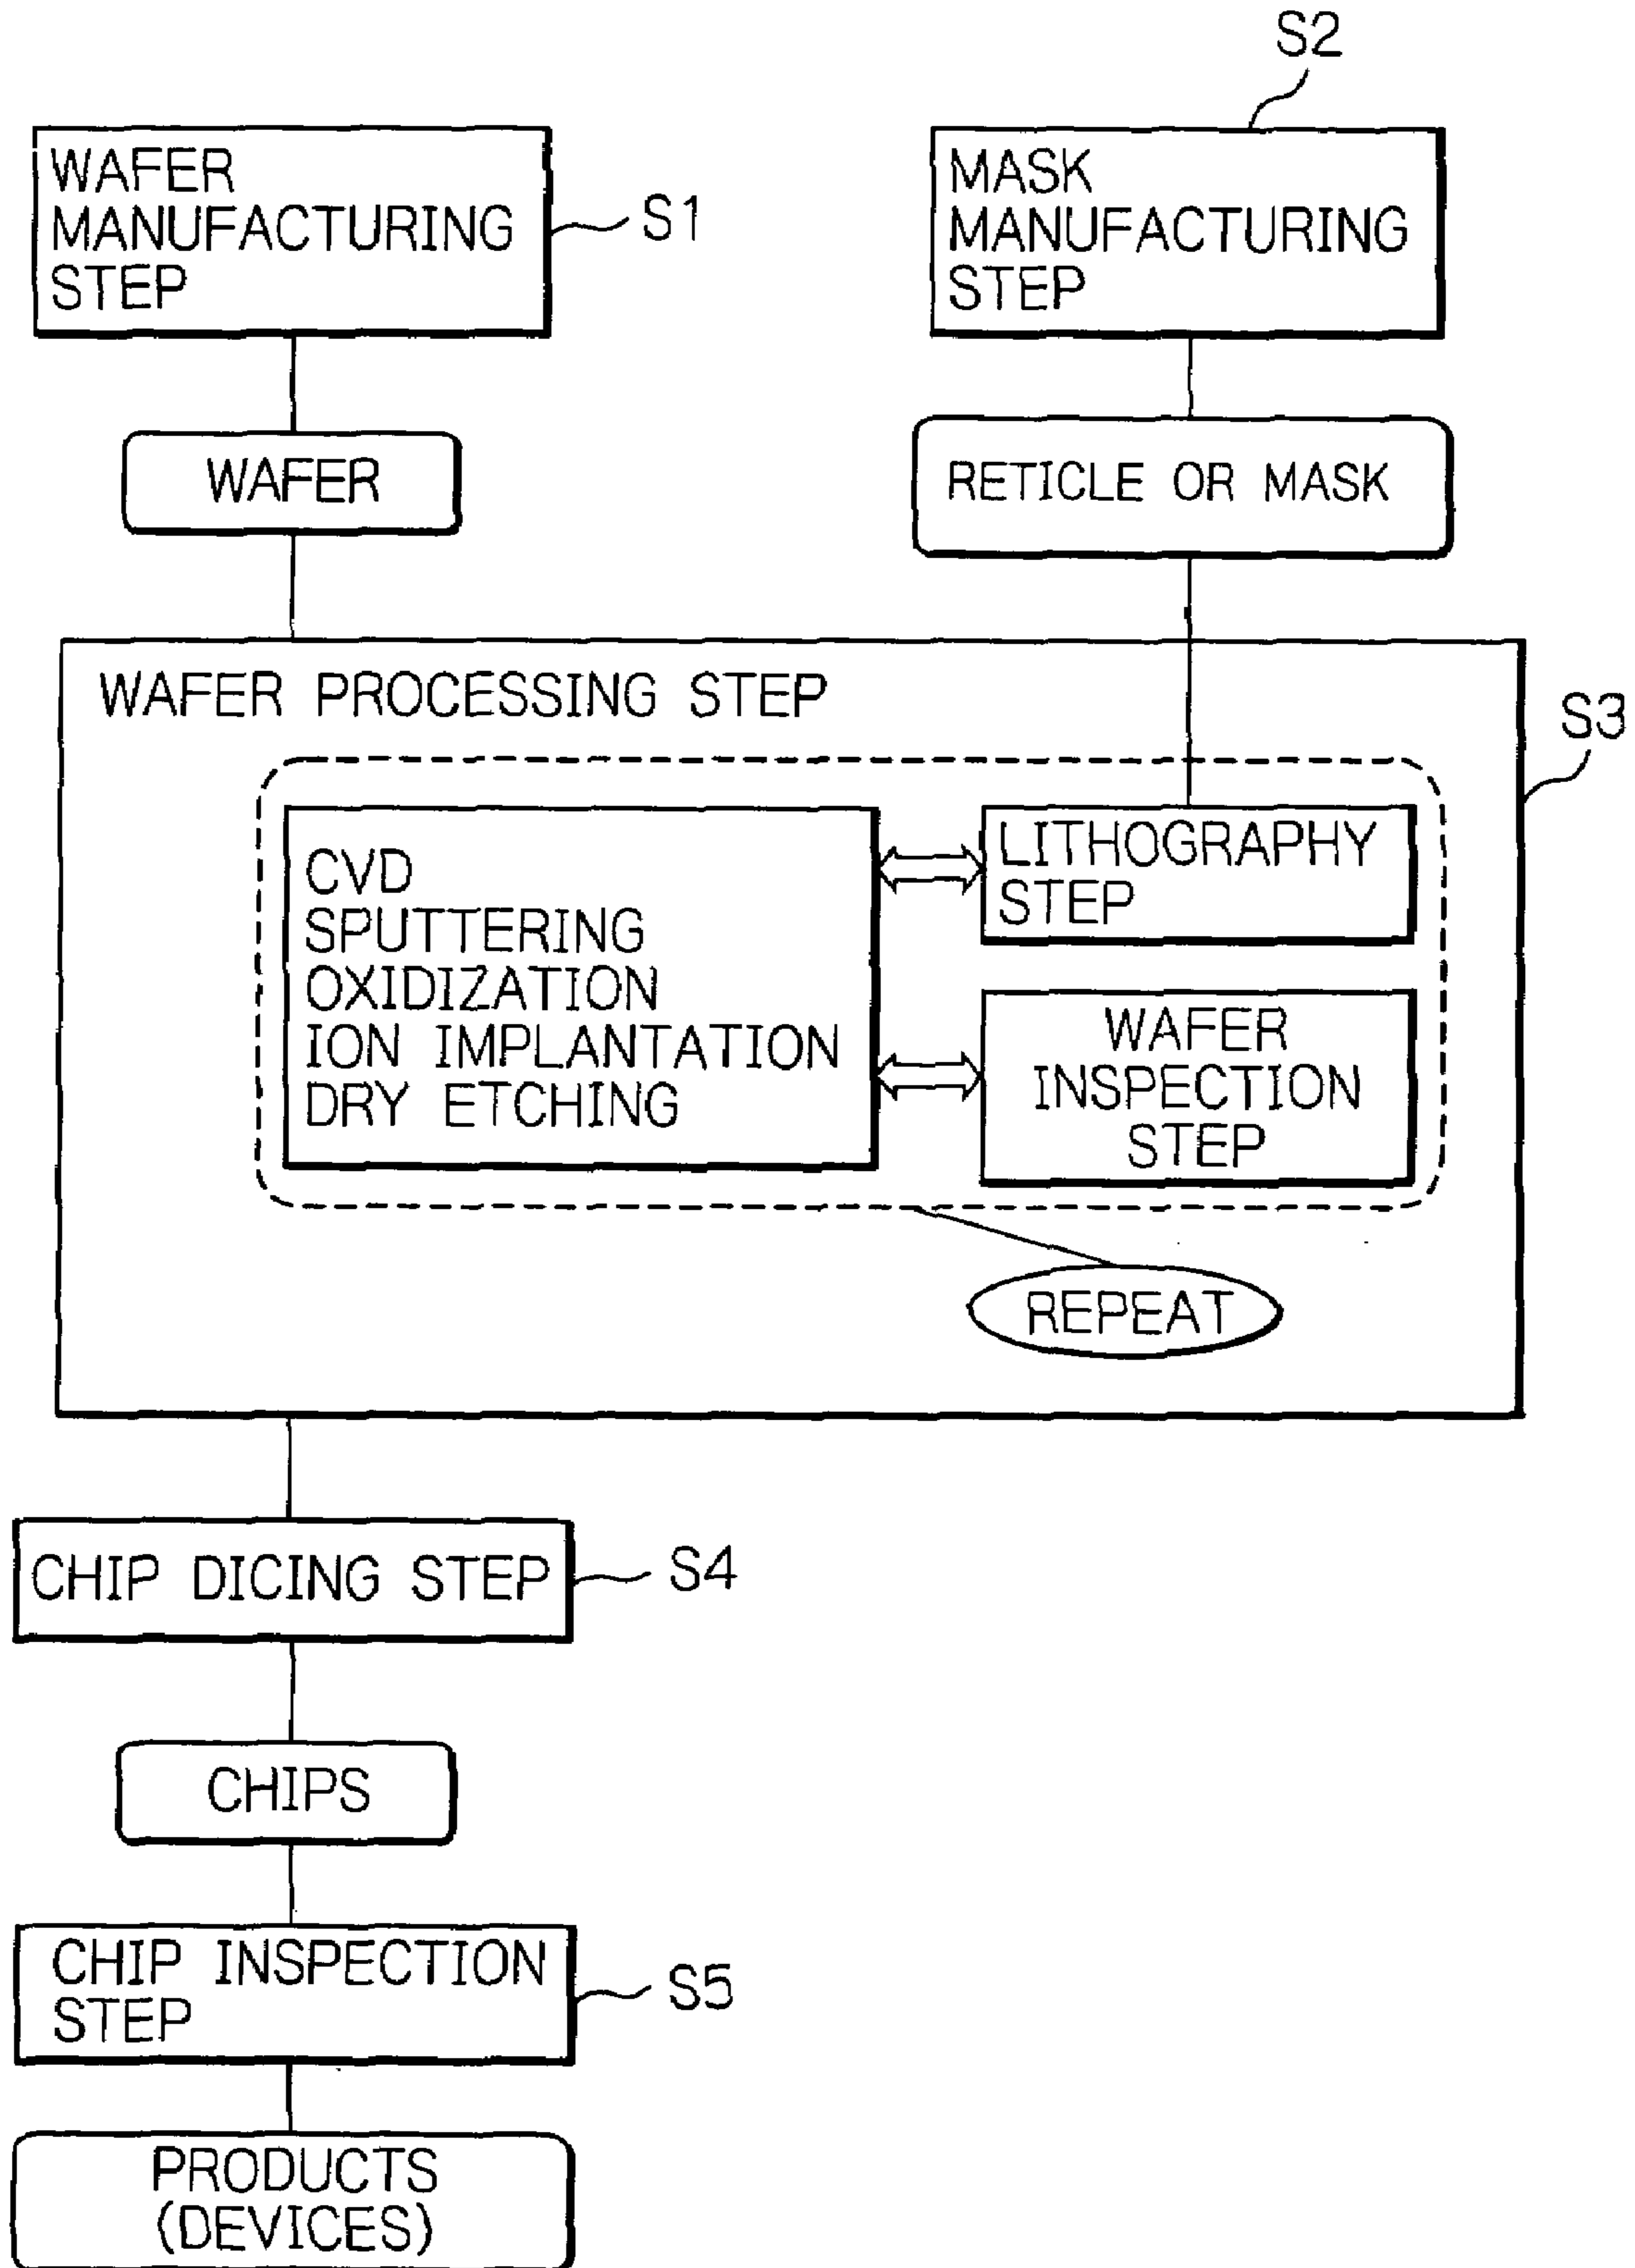 S2
WAFER
MANUFACTURING
STEP
S1
MASK
MANUFACTURING
STEP
WAFER
RETICLE OR MASK
WAFER PROCESSING STEP
S3
CVD
SPUTTERING
OXIDIZATION
ION IMPLANTATION
DRY ETCHING
LITHOGRAPHY
STEP
WAFER
INSPECTION
STEP
REPEAT
CHIP DICING STEP
S4
CHIPS
CHIP INSPECTION
STEP
S5
PRODUCTS
(DEVICES)